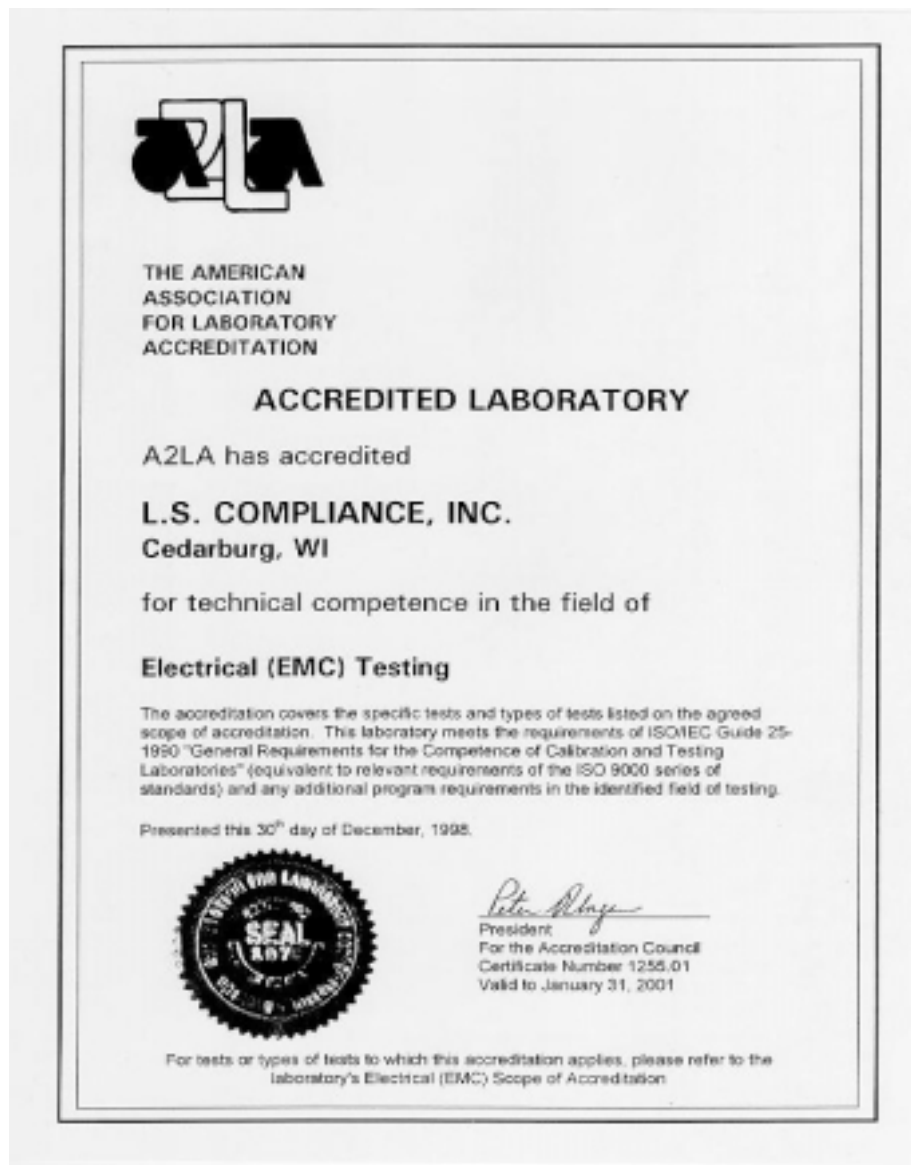 A2LA
THE AMERICAN
ASSOCIATION
FOR LABORATORY
ACCREDITATION
ACCREDITED LABORATORY
A2LA has accredited
L.S. COMPLIANCE, INC.
Cedarburg, WI
for technical competence in the field of
Electrical (EMC) Testing
The accreditation covers the specific tests and types of tests listed on the agreed
scope of accreditation. This laboratory meets the requirements of ISO/IEC Guide 25-
1990 "General Requirements for the Competence of Calibration and Testing
Laboratories" (equivalent to relevant requirements of the ISO 9000 series of
standards) and any additional program requirements in the identified field of testing.
Presented this 30th day of December, 1998.
SEAL
Peter
President
For the Accreditation Council
Certificate Number 1255.01
Valid to January 31, 2001
For tests or types of tests to which this accreditation applies, please refer to the
laboratory's Electrical (EMC) Scope of Accreditation